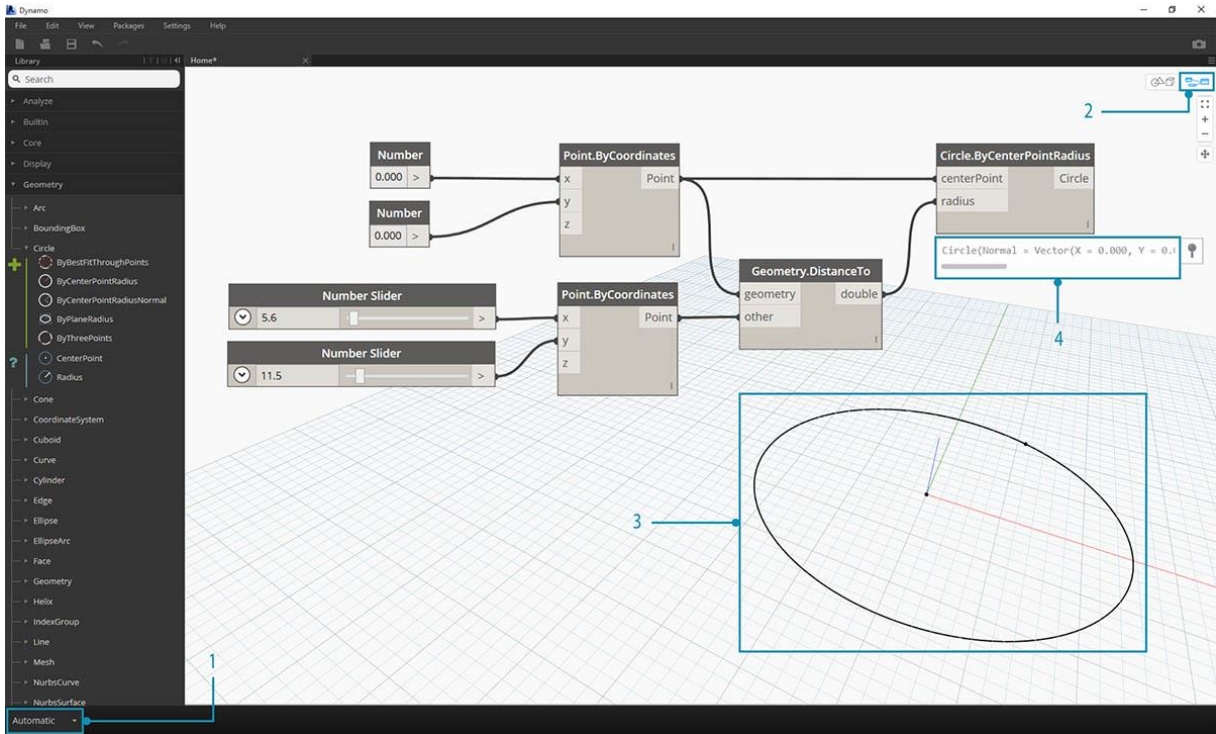 Dynamo
File Edit View Packages Settings Help
Library
Home*
Search
Analyze
BuiltIn
Core
Display
Geometry
Arc
BoundingBox
Circle
ByBestFitThroughPoints
ByCenterPointRadius
ByCenterPointRadiusNormal
ByPlaneRadius
ByThreePoints
?
CenterPoint
Radius
Cone
CoordinateSystem
Cuboid
Curve
Cylinder
Edge
Ellipse
EllipseArc
Face
Geometry
Helix
IndexGroup
Line
Mesh
NurbsCurve
NurbsSurface
Automatic
1
2
Number
0.000 >
Number
0.000 >
Point.ByCoordinates
x Point
y
z
l
Circle.ByCenterPointRadius
centerPoint Circle
radius
l
Circle(Normal = Vector(X = 0.000, Y = 0.
4
Number Slider
5.6 >
Number Slider
11.5 >
Point.ByCoordinates
x Point
y
z
l
Geometry.DistanceTo
geometry double
other
l
3